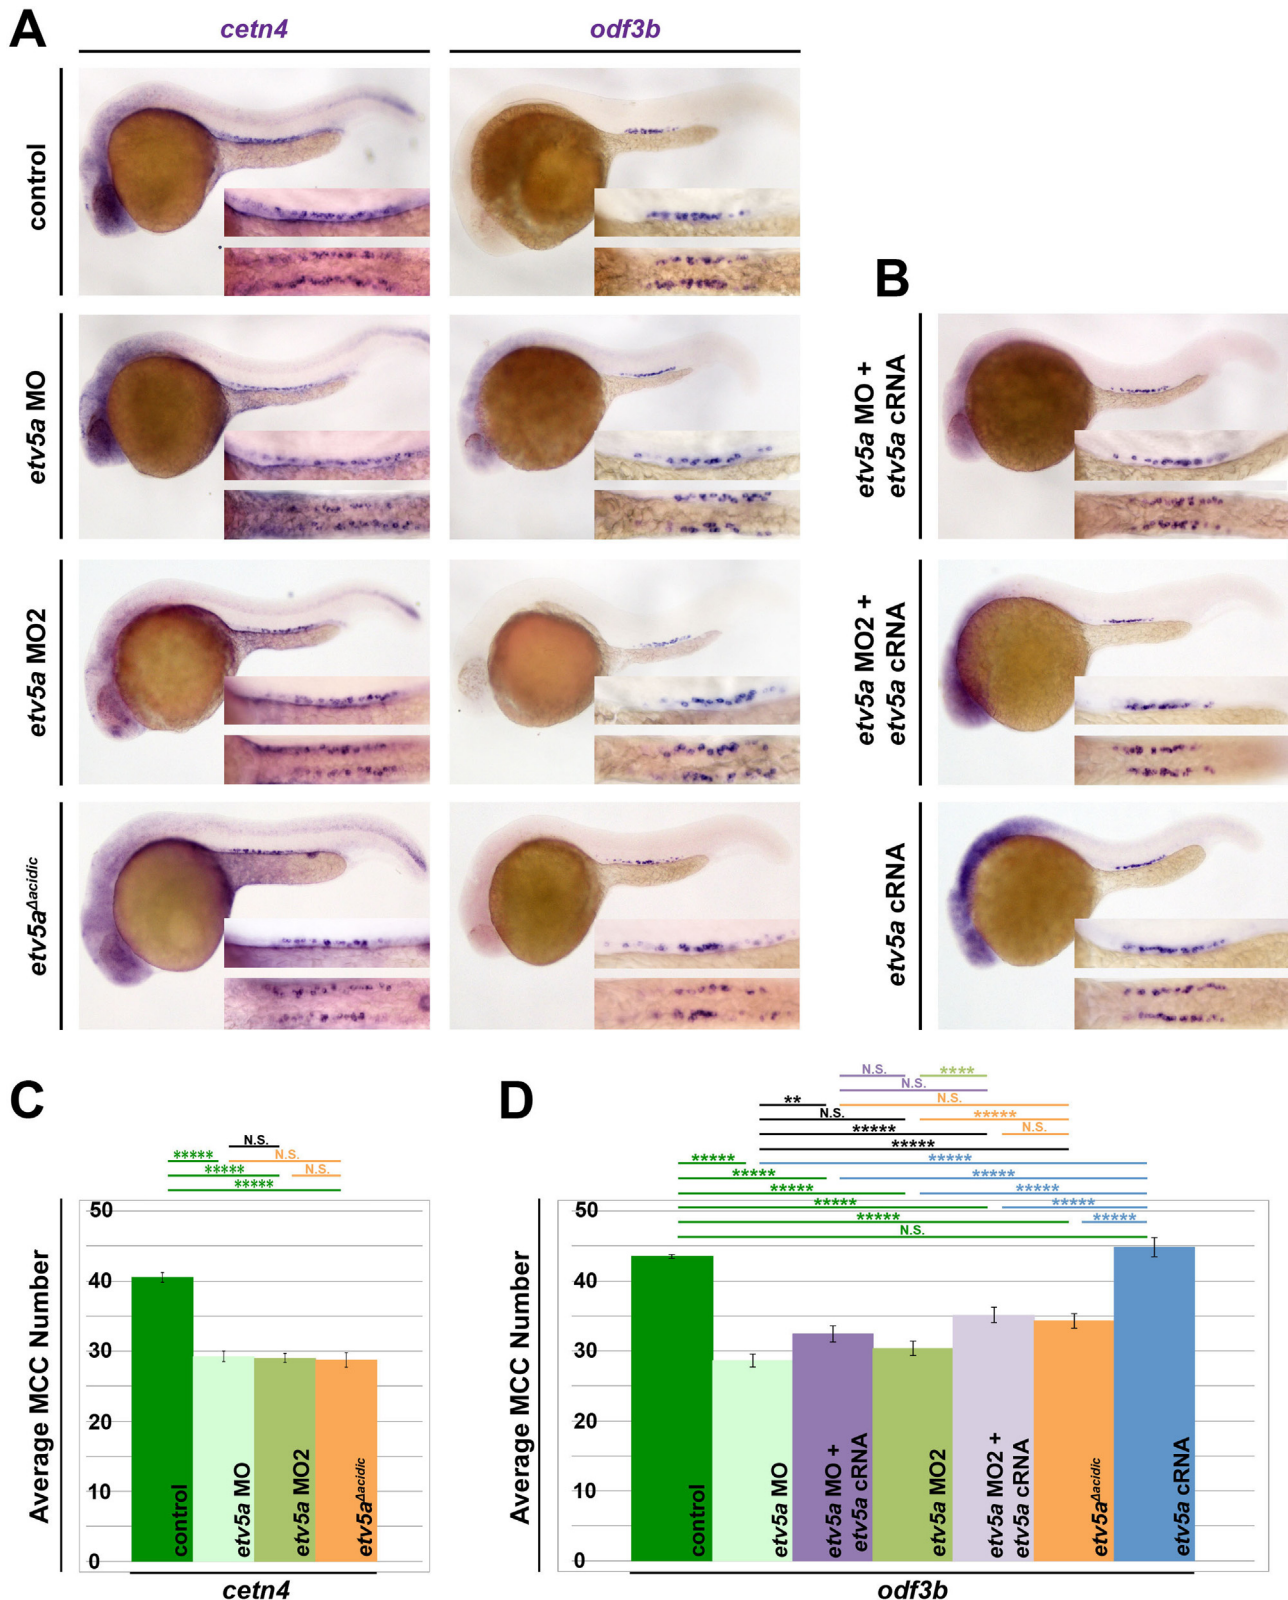 A
cetn4
odf3b
control
etv5a MO
etv5a MO2
etv5aΔacidic
B
etv5a MO +
etv5a cRNA
etv5a MO2 +
etv5a cRNA
etv5a cRNA
C
N.S.
***** N.S.
***** N.S.
*****
Average MCC Number
50
40
30
20
10
0
control
etv5a MO
etv5a MO2
etv5aΔacidic
cetn4
D
N.S. ****
N.S.
** N.S.
N.S. *****
***** N.S.
*****
***** *****
***** *****
***** *****
***** *****
***** *****
N.S.
Average MCC Number
50
40
30
20
10
0
control
etv5a MO
etv5a MO +
etv5a cRNA
etv5a MO2
etv5a MO2 +
etv5a cRNA
etv5aΔacidic
etv5a cRNA
odf3b